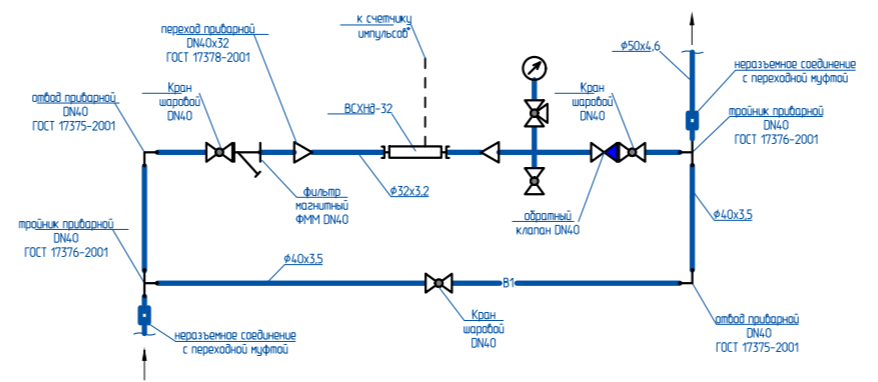 переход приварной
DN40х32
ГОСТ 17378-2001
к счетчику
импульсов*
ф50х4,6
неразъемное соединение
с переходной муфтой
отвод приварной
DN40
ГОСТ 17375-2001
Кран
шаровой
DN40
ВСХНд-32
Кран
шаровой
DN40
тройник приварной
DN40
ГОСТ 17376-2001
фильтр
магнитный
ФММ DN40
ф32х3,2
обратный
клапан DN40
ф40х3,5
тройник приварной
DN40
ГОСТ 17376-2001
ф40х3,5
В1
Кран
шаровой
DN40
отвод приварной
DN40
ГОСТ 17375-2001
неразъемное соединение
с переходной муфтой